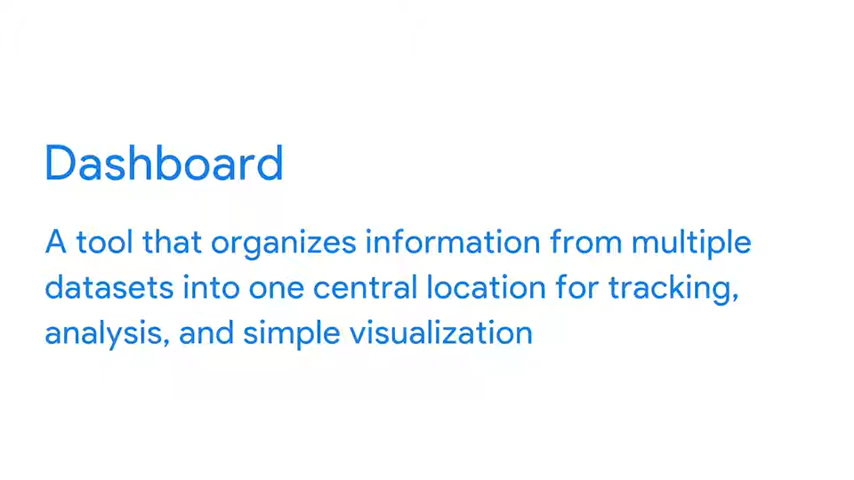 Dashboard
A tool that organizes information from multiple
datasets into one central location for tracking,
analysis, and simple visualization